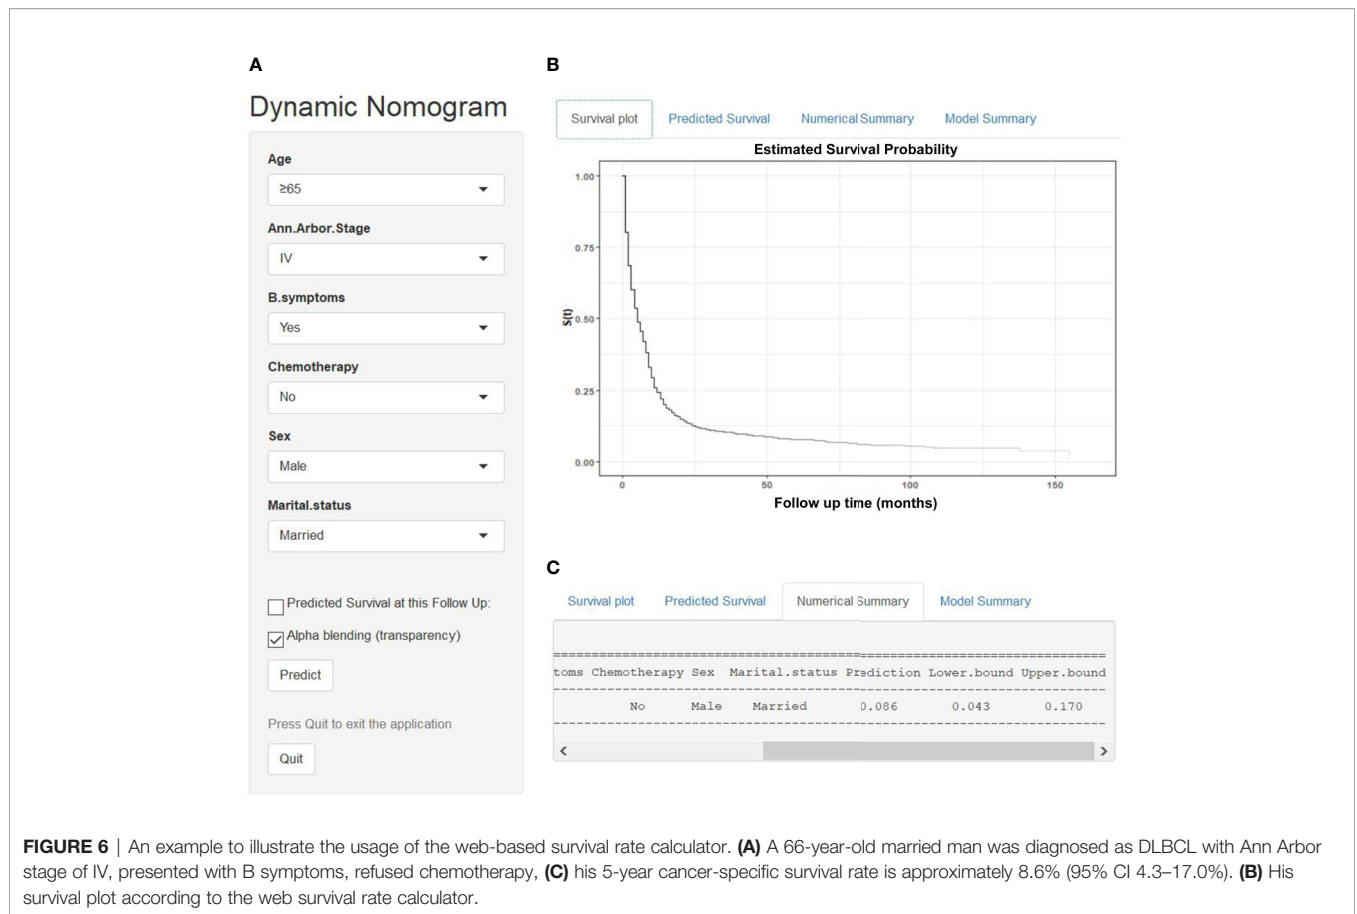 A
Dynamic Nomogram
Age
≥65
Ann.Arbor.Stage
IV
B.symptoms
Yes
Chemotherapy
No
Sex
Male
Marital.status
Married
Predicted Survival at this Follow Up:
Alpha blending (transparency)
Predict
Press Quit to exit the application
Quit
B
Survival plot Predicted Survival Numerical Summary Model Summary
Estimated Survival Probability
1.00
0.75
0.50
0.25
0.00
S(t)
0 50 100 150
Follow up time (months)
C
Survival plot Predicted Survival Numerical Summary Model Summary
toms Chemotherapy Sex Marital.status Prediction Lower.bound Upper.bound
No Male Married 0.086 0.043 0.170
FIGURE 6 | An example to illustrate the usage of the web-based survival rate calculator. (A) A 66-year-old married man was diagnosed as DLBCL with Ann Arbor
stage of IV, presented with B symptoms, refused chemotherapy, (C) his 5-year cancer-specific survival rate is approximately 8.6% (95% CI 4.3–17.0%). (B) His
survival plot according to the web survival rate calculator.